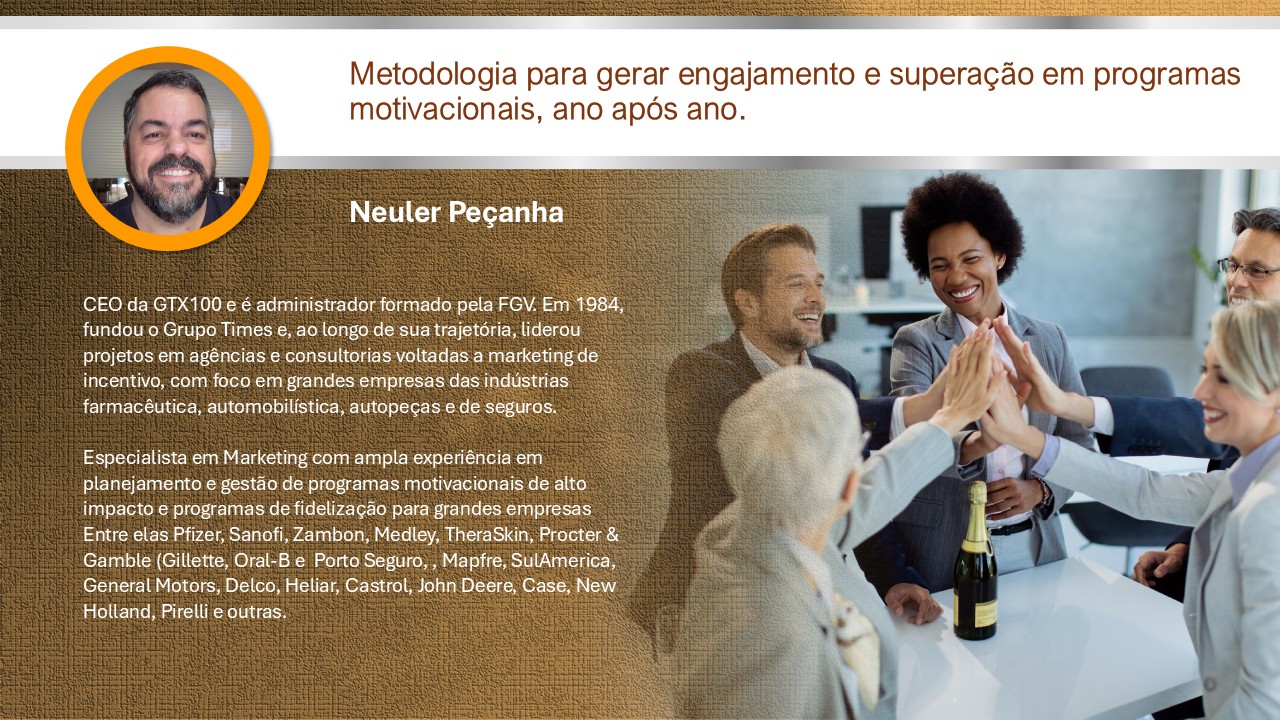 Metodologia para gerar engajamento e superação em programas
motivacionais, ano após ano.
Neuler Peçanha
CEO da GTX100 e é administrador formado pela FGV. Em 1984,
fundou o Grupo Times e, ao longo de sua trajetória, liderou
projetos em agências e consultorias voltadas a marketing de
incentivo, com foco em grandes empresas das indústrias
farmacêutica, automobilística, autopeças e de seguros.
Especialista em Marketing com ampla experiência em
planejamento e gestão de programas motivacionais de alto
impacto e programas de fidelização para grandes empresas
Entre elas Pfizer, Sanofi, Zambon, Medley, TheraSkin, Procter &
Gamble (Gillette, Oral-B e  Porto Seguro, , Mapfre, SulAmerica,
General Motors, Delco, Heliar, Castrol, John Deere, Case, New
Holland, Pirelli e outras.